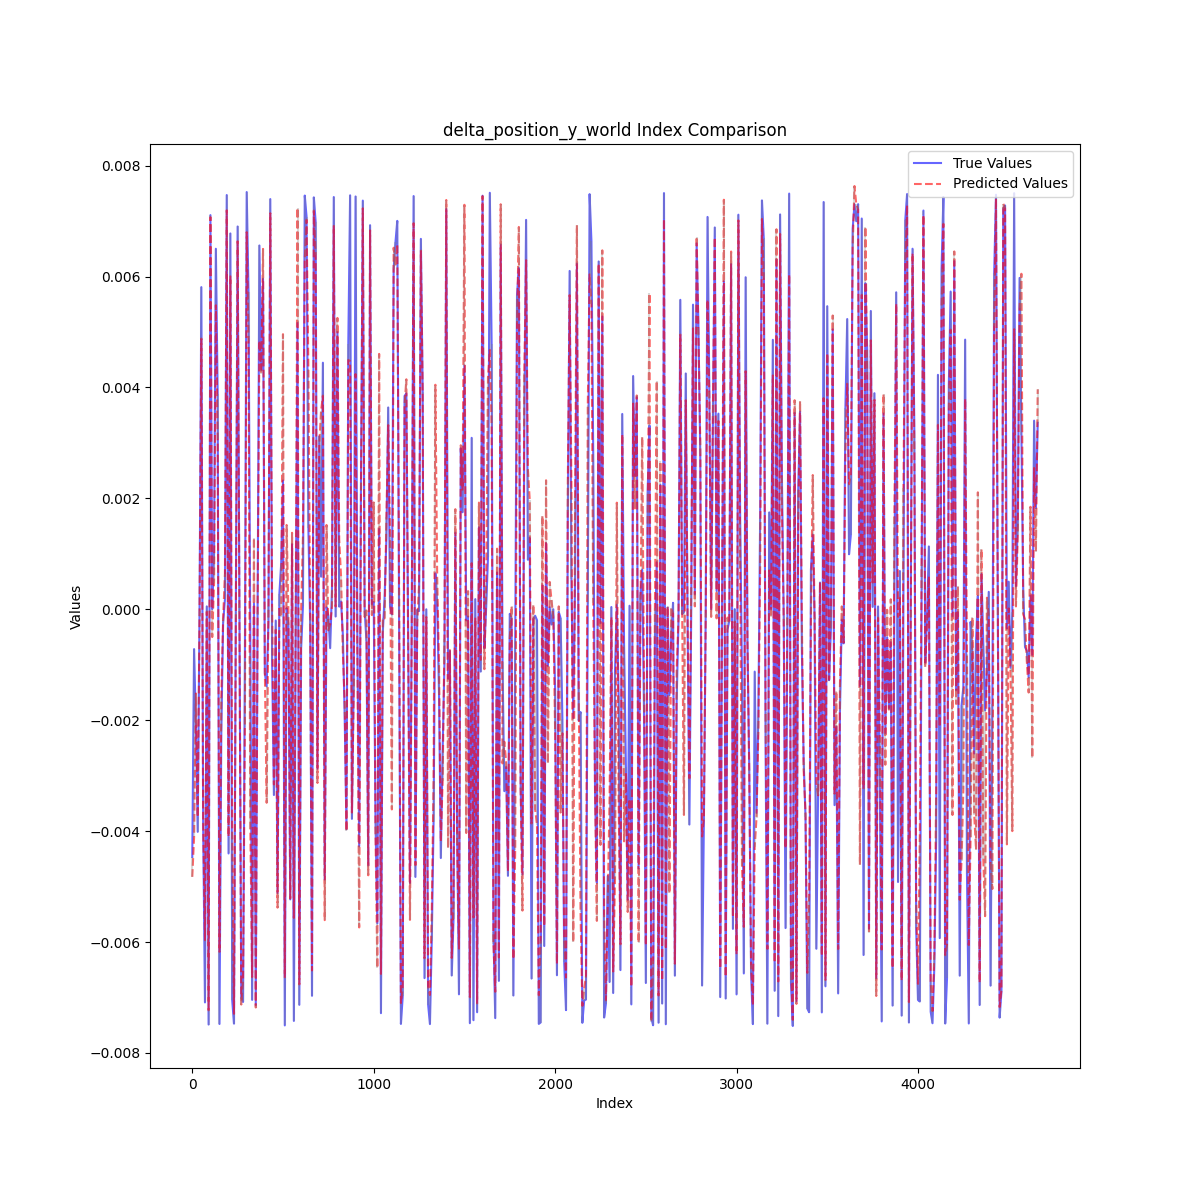 delta_position_y_world Index Comparison
True Values
Predicted Values
0.008
0.006
0.004
0.002
0.000
−0.002
−0.004
−0.006
−0.008
Values
0
1000
2000
3000
4000
Index